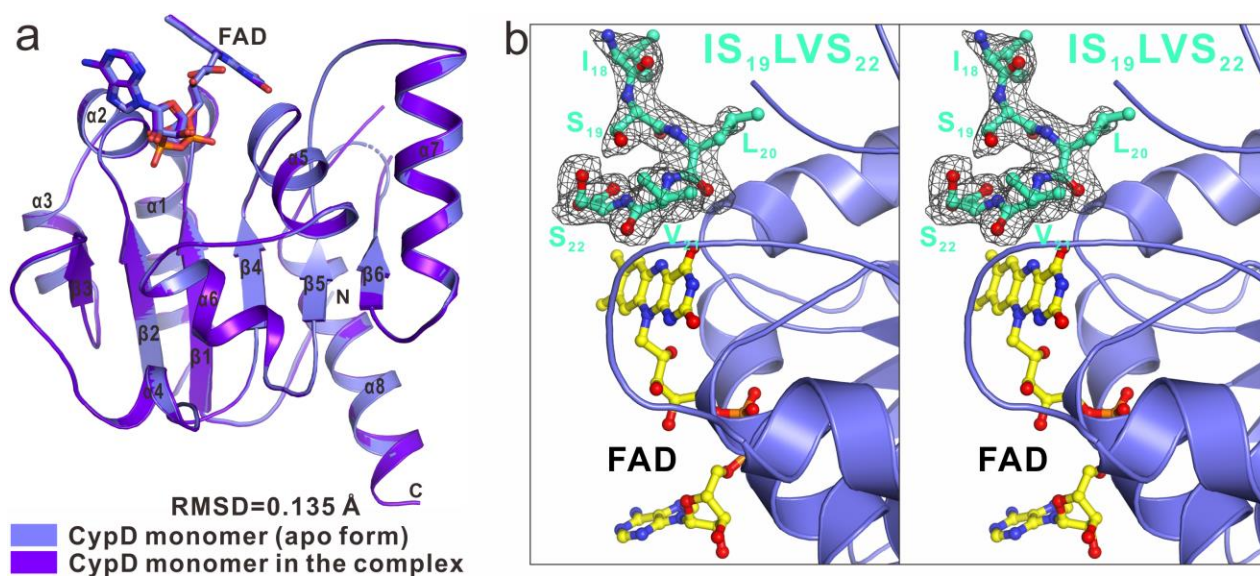 a
FAD
α2
α5
α7
α3
α1
β4
β3
α6
β5
N
β6
β2
β1
α4
α8
C
RMSD=0.135 Å
CypD monomer (apo form)
CypD monomer in the complex
b
IS₁₉LVS₂₂
I₁₈
S₁₉
L₂₀
S₂₂
V
FAD
IS₁₉LVS₂₂
I₁₈
S₁₉
L₂₀
S₂₂
V
FAD